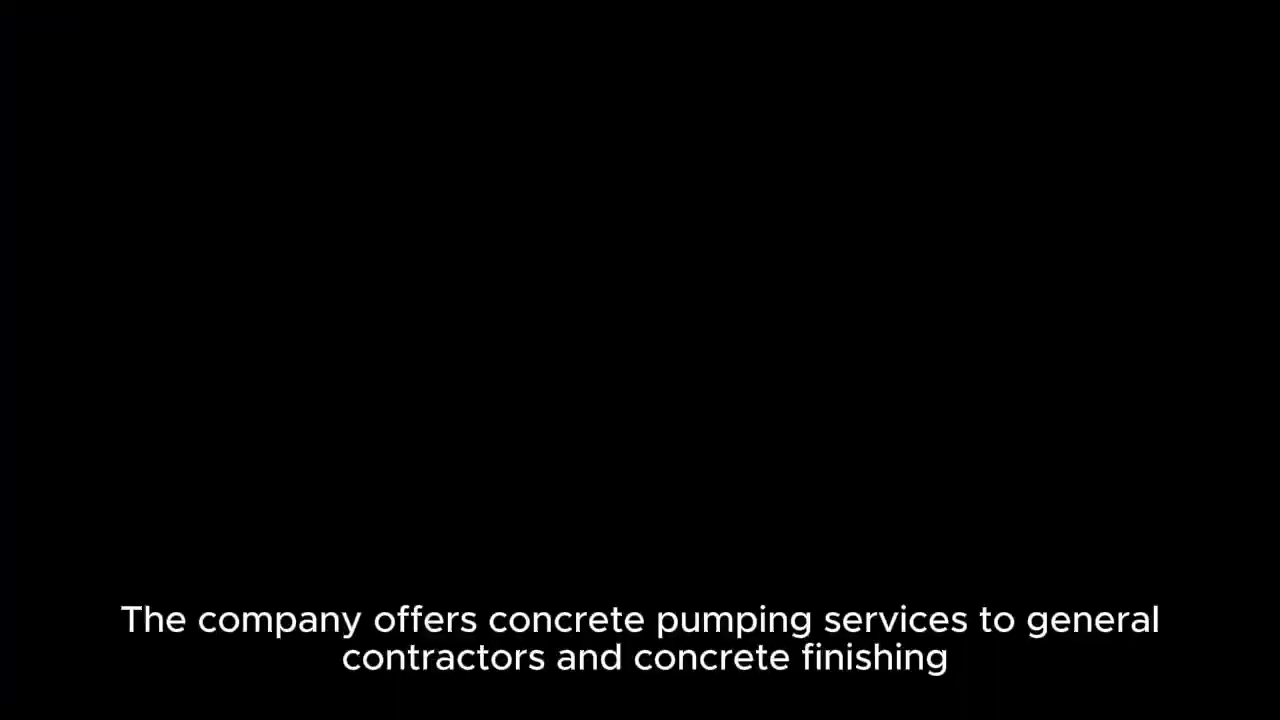 The company offers concrete pumping services to general
contractors and concrete finishing